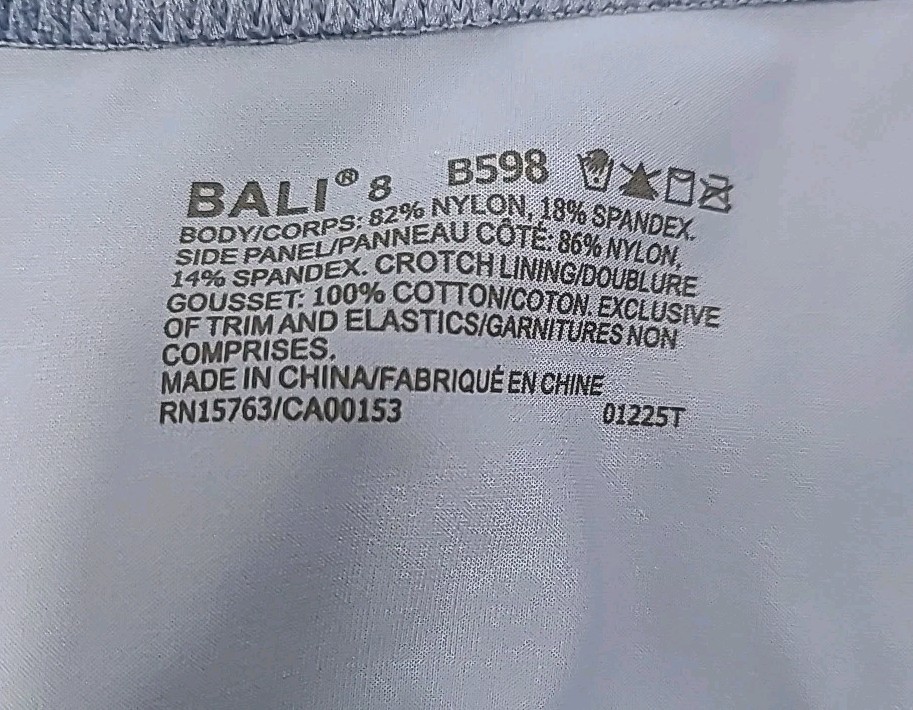 BALI® 8 B598
BODY/CORPS: 82% NYLON, 18% SPANDEX.
SIDE PANEL/PANNEAU CÔTÉ: 86% NYLON,
14% SPANDEX. CROTCH LINING/DOUBLURE
GOUSSET: 100% COTTON/COTON. EXCLUSIVE
OF TRIM AND ELASTICS/GARNITURES NON
COMPRISES.
MADE IN CHINA/FABRIQUÉ EN CHINE
RN15763/CA00153 01225T